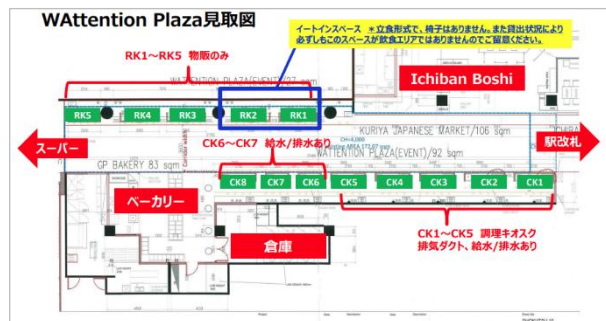 WAttention Plaza見取図
イートインスペース ＊立食形式で、椅子はありません。また貸出状況により
必ずしもこのスペースが飲食エリアではありませんのでご留意ください。
RK1～RK5 物販のみ
WATTENTION PLAZA(EVENT)/27 sqm
Ichiban Boshi
RK5
RK4
RK3
RK2
RK1
スーパー
KURIYA JAPANESE MARKET/106 sqm
駅改札
CK6～CK7 給水/排水あり
WATTENTION PLAZA(EVENT)/92 sqm
GP BAKERY 83 sqm
CK8
CK7
CK6
CK5
CK4
CK3
CK2
CK1
ベーカリー
倉庫
CK1～CK5 調理キオスク
排気ダクト、給水/排水あり